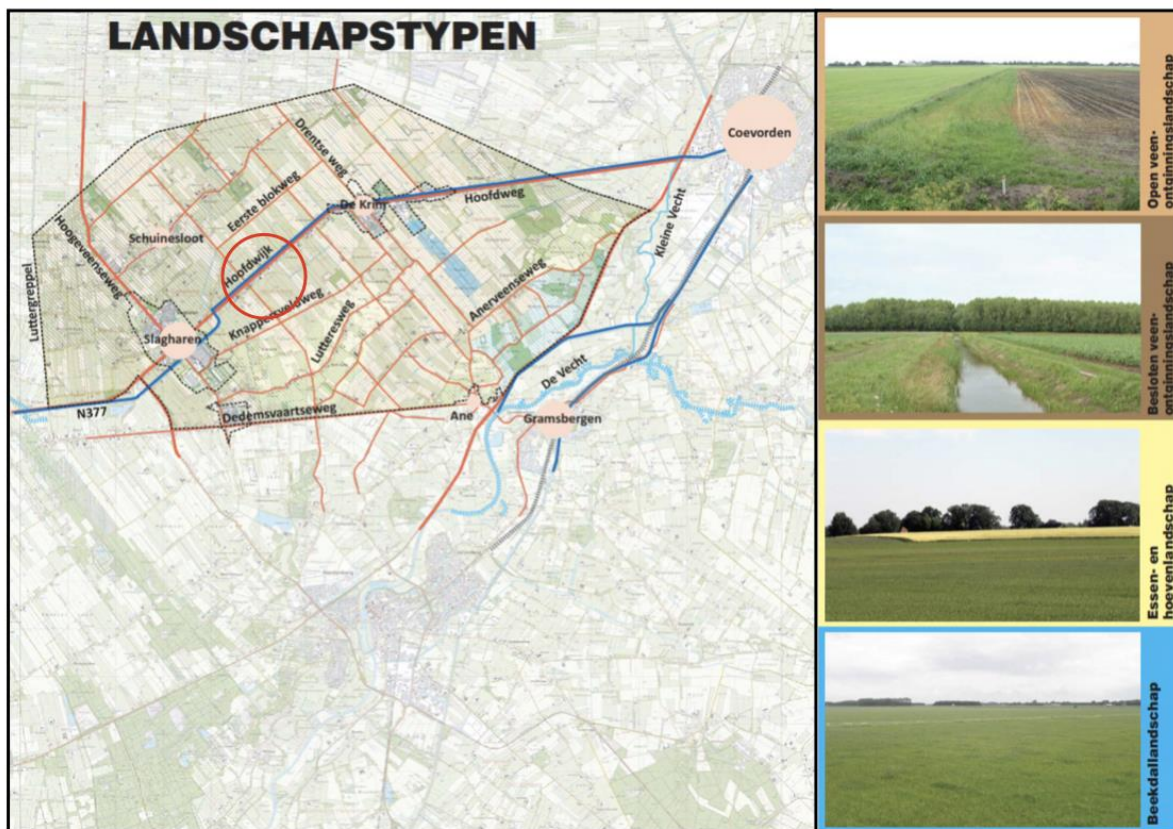 LANDSCHAPSTYPEN
Coevorden
Drentse weg
De Krim
Hoofdweg
Eerste blokweg
Kleine Vecht
Schuinesloot
Hoogeveenseweg
Hoofdwijk
Luttergreppel
Anerveenseweg
Knappersveldweg
Slagharen
Lutteresweg
De Vecht
N377
Dedemsvaartseweg
Ane
Gramsbergen
Open veen-
ontginningslandschap
Besloten veen-
ontginningslandschap
Essen- en
hoevenlandschap
Beekdallandschap